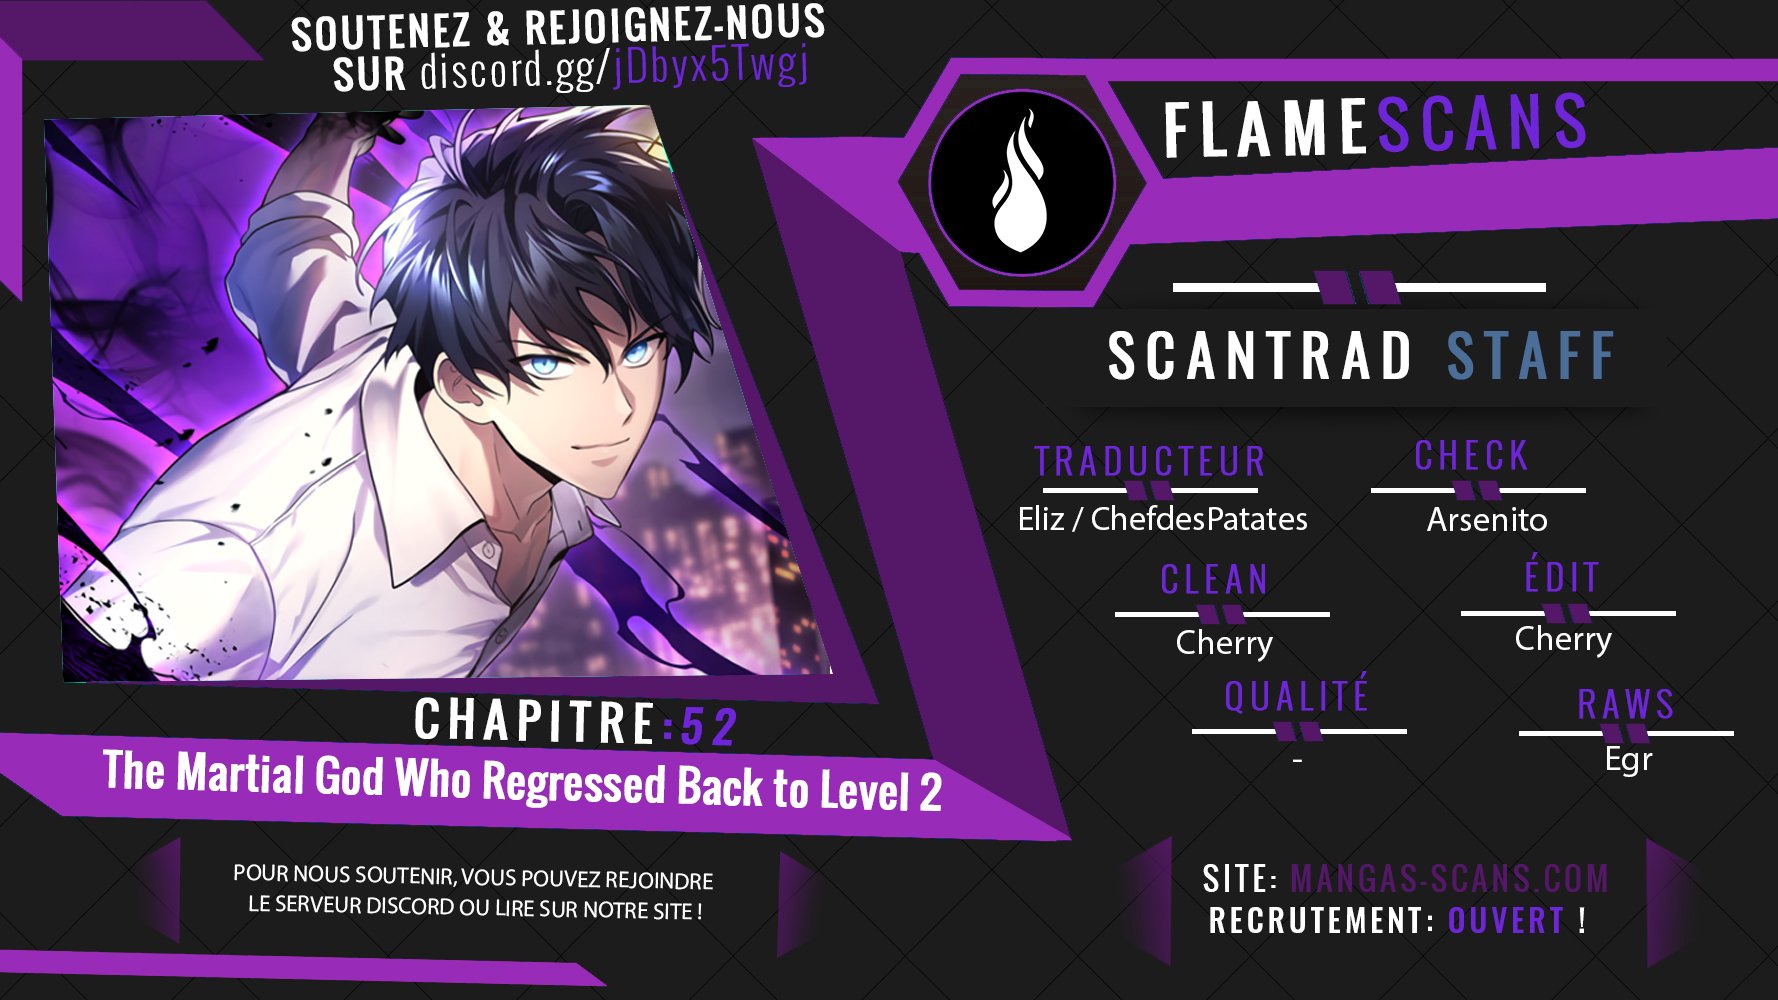 SOUTENEZ & REJOIGNEZ-NOUS
SUR discord.gg/jDbyx5Twgj
FLAMESCANS
SCANTRAD STAFF
TRADUCTEUR
Eliz / ChefdesPatates
CHECK
Arsenito
CLEAN
Cherry
ÉDIT
Cherry
QUALITÉ
-
RAWS
Egr
CHAPITRE:52
The Martial God Who Regressed Back to Level 2
POUR NOUS SOUTENIR, VOUS POUVEZ REJOINDRE
LE SERVEUR DISCORD OU LIRE SUR NOTRE SITE !
SITE: MANGAS-SCANS.COM
RECRUTEMENT: OUVERT !